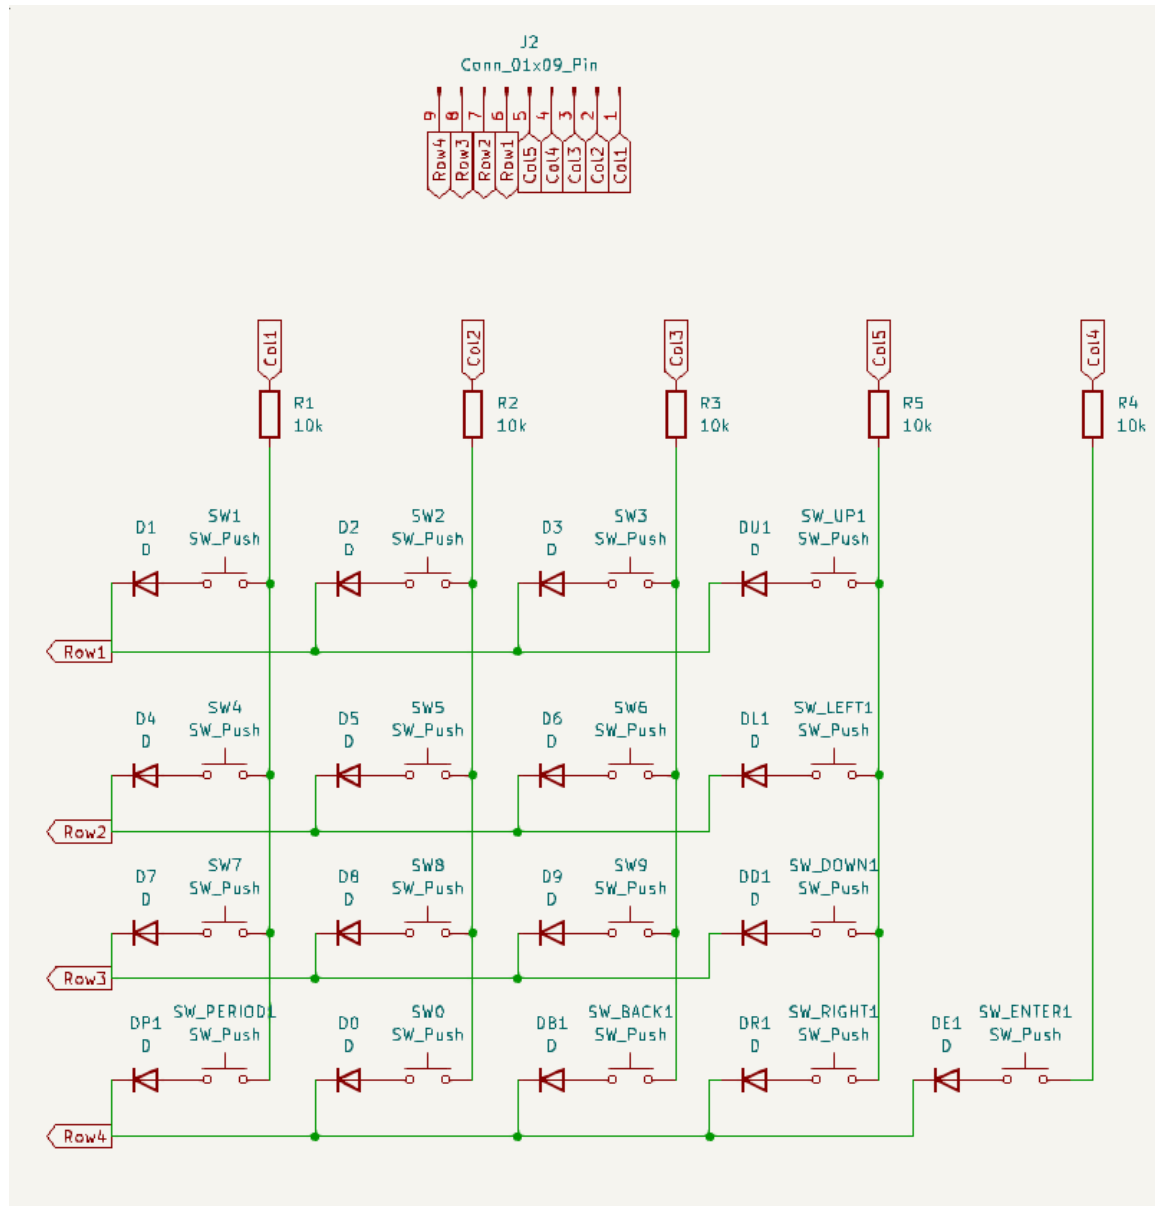 J2
Conn_01x09_Pin
9 8 7 6 5 4 3 2 1
Row4 Row3 Row2 Row1 Col5 Col4 Col3 Col2 Col1
Col1 Col2 Col3 Col5 Col4
R1 R2 R3 R5 R4
10k 10k 10k 10k 10k
D1 SW1 D2 SW2 D3 SW3 DU1 SW_UP1
D SW_Push D SW_Push D SW_Push D SW_Push
Row1
D4 SW4 D5 SW5 D6 SW6 DL1 SW_LEFT1
D SW_Push D SW_Push D SW_Push D SW_Push
Row2
D7 SW7 D8 SW8 D9 SW9 DD1 SW_DOWN1
D SW_Push D SW_Push D SW_Push D SW_Push
Row3
DP1 SW_PERIOD1 D0 SW0 DB1 SW_BACK1 DR1 SW_RIGHT1 DE1 SW_ENTER1
D SW_Push D SW_Push D SW_Push D SW_Push D SW_Push
Row4